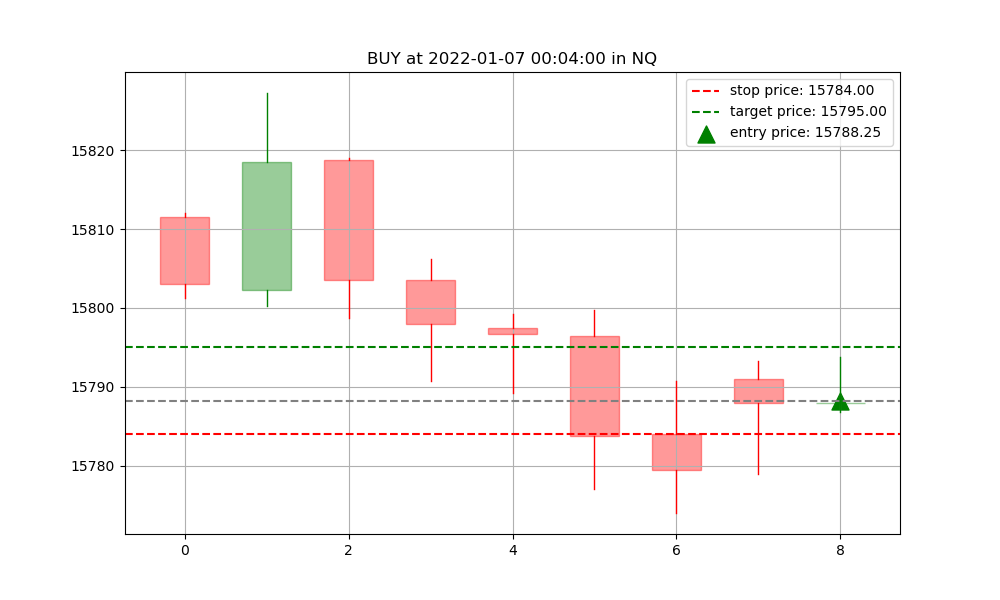 BUY at 2022-01-07 00:04:00 in NQ
stop price: 15784.00
target price: 15795.00
entry price: 15788.25
15820
15810
15800
15790
15780
0 2 4 6 8